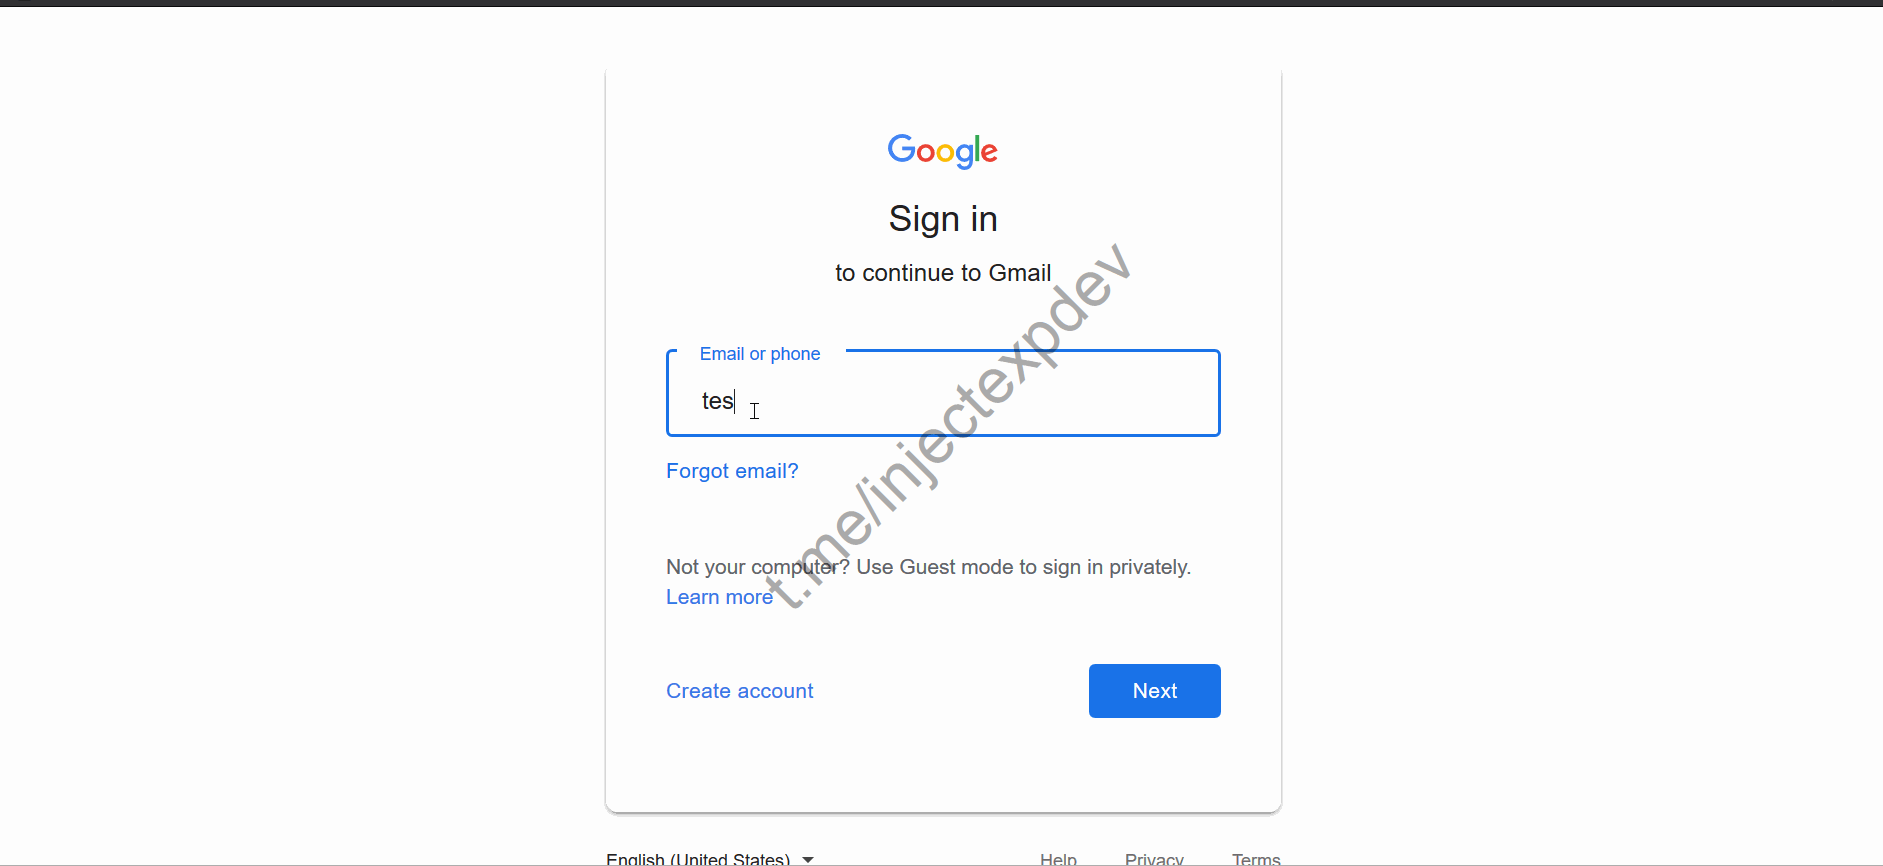 Google
Sign in
to continue to Gmail
Email or phone
tes
Forgot email?
Not your computer? Use Guest mode to sign in privately.
Learn more
Create account
Next
English (United States)
Help
Privacy
Terms
t.me/injectexpdev